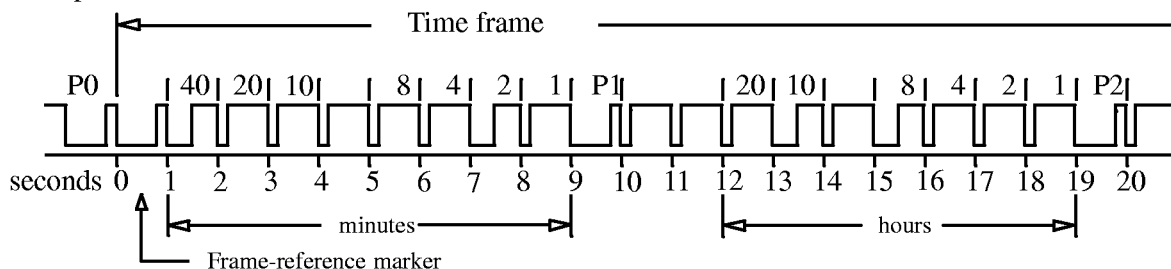 Time frame
P0 40 20 10 8 4 2 1 P1 20 10 8 4 2 1 P2
seconds 0 1 2 3 4 5 6 7 8 9 10 11 12 13 14 15 16 17 18 19 20
minutes hours
Frame-reference marker